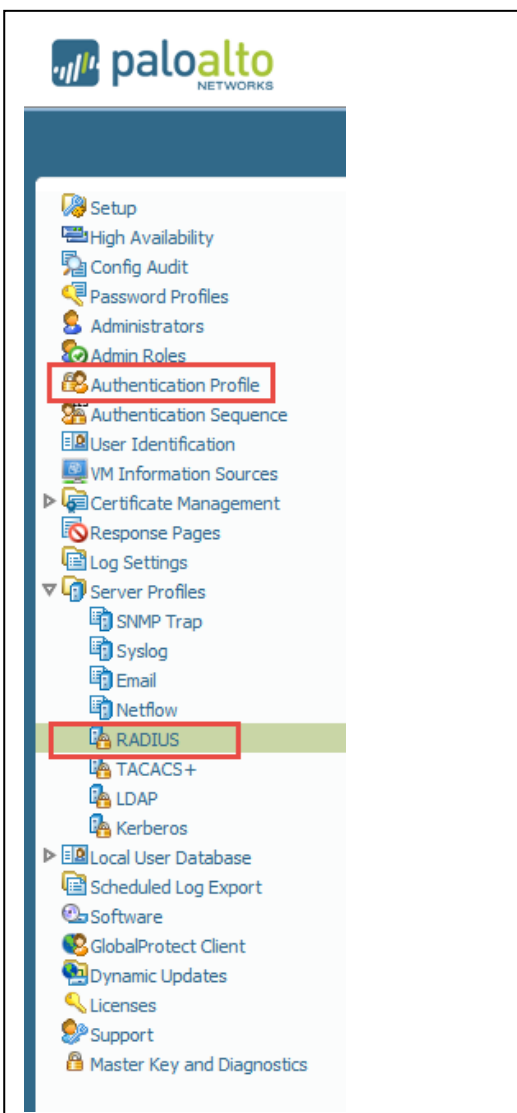 paloalto
NETWORKS
Setup
High Availability
Config Audit
Password Profiles
Administrators
Admin Roles
Authentication Profile
Authentication Sequence
User Identification
VM Information Sources
Certificate Management
Response Pages
Log Settings
Server Profiles
SNMP Trap
Syslog
Email
Netflow
RADIUS
TACACS+
LDAP
Kerberos
Local User Database
Scheduled Log Export
Software
GlobalProtect Client
Dynamic Updates
Licenses
Support
Master Key and Diagnostics